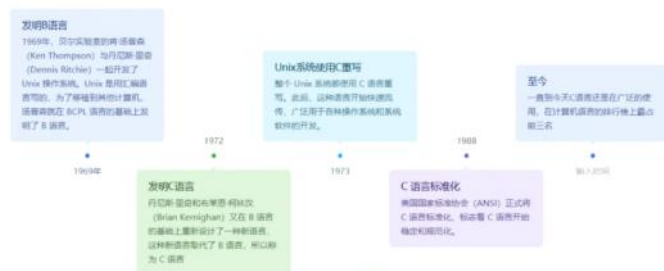 发明B语言
1969年，贝尔实验室的肯·汤普森
（Ken Thompson）与丹尼斯·里奇
（Dennis Ritchie）一起开发了
Unix 操作系统。Unix 是用汇编语
言写的，为了移植到其他计算机，
汤普森就在 BCPL 语言的基础上发
明了 B 语言。
1969年
1972
发明C语言
丹尼斯·里奇和布莱恩·柯林汉
（Brian Kernighan）又在 B 语言
的基础上重新设计了一种新语言，
这种新语言取代了 B 语言，所以称
为 C 语言
Unix系统使用C重写
整个 Unix 系统都使用 C 语言重
写。此后，这种语言开始快速流
传，广泛用于各种操作系统和系统
软件的开发。
1973
1988
C 语言标准化
美国国家标准协会（ANSI）正式将
C 语言标准化，标志着 C 语言开始
稳定和规范化。
至今
一直到今天C语言还是在广泛的使
用，在计算机语言的排行榜上霸占
前三名
输入时间